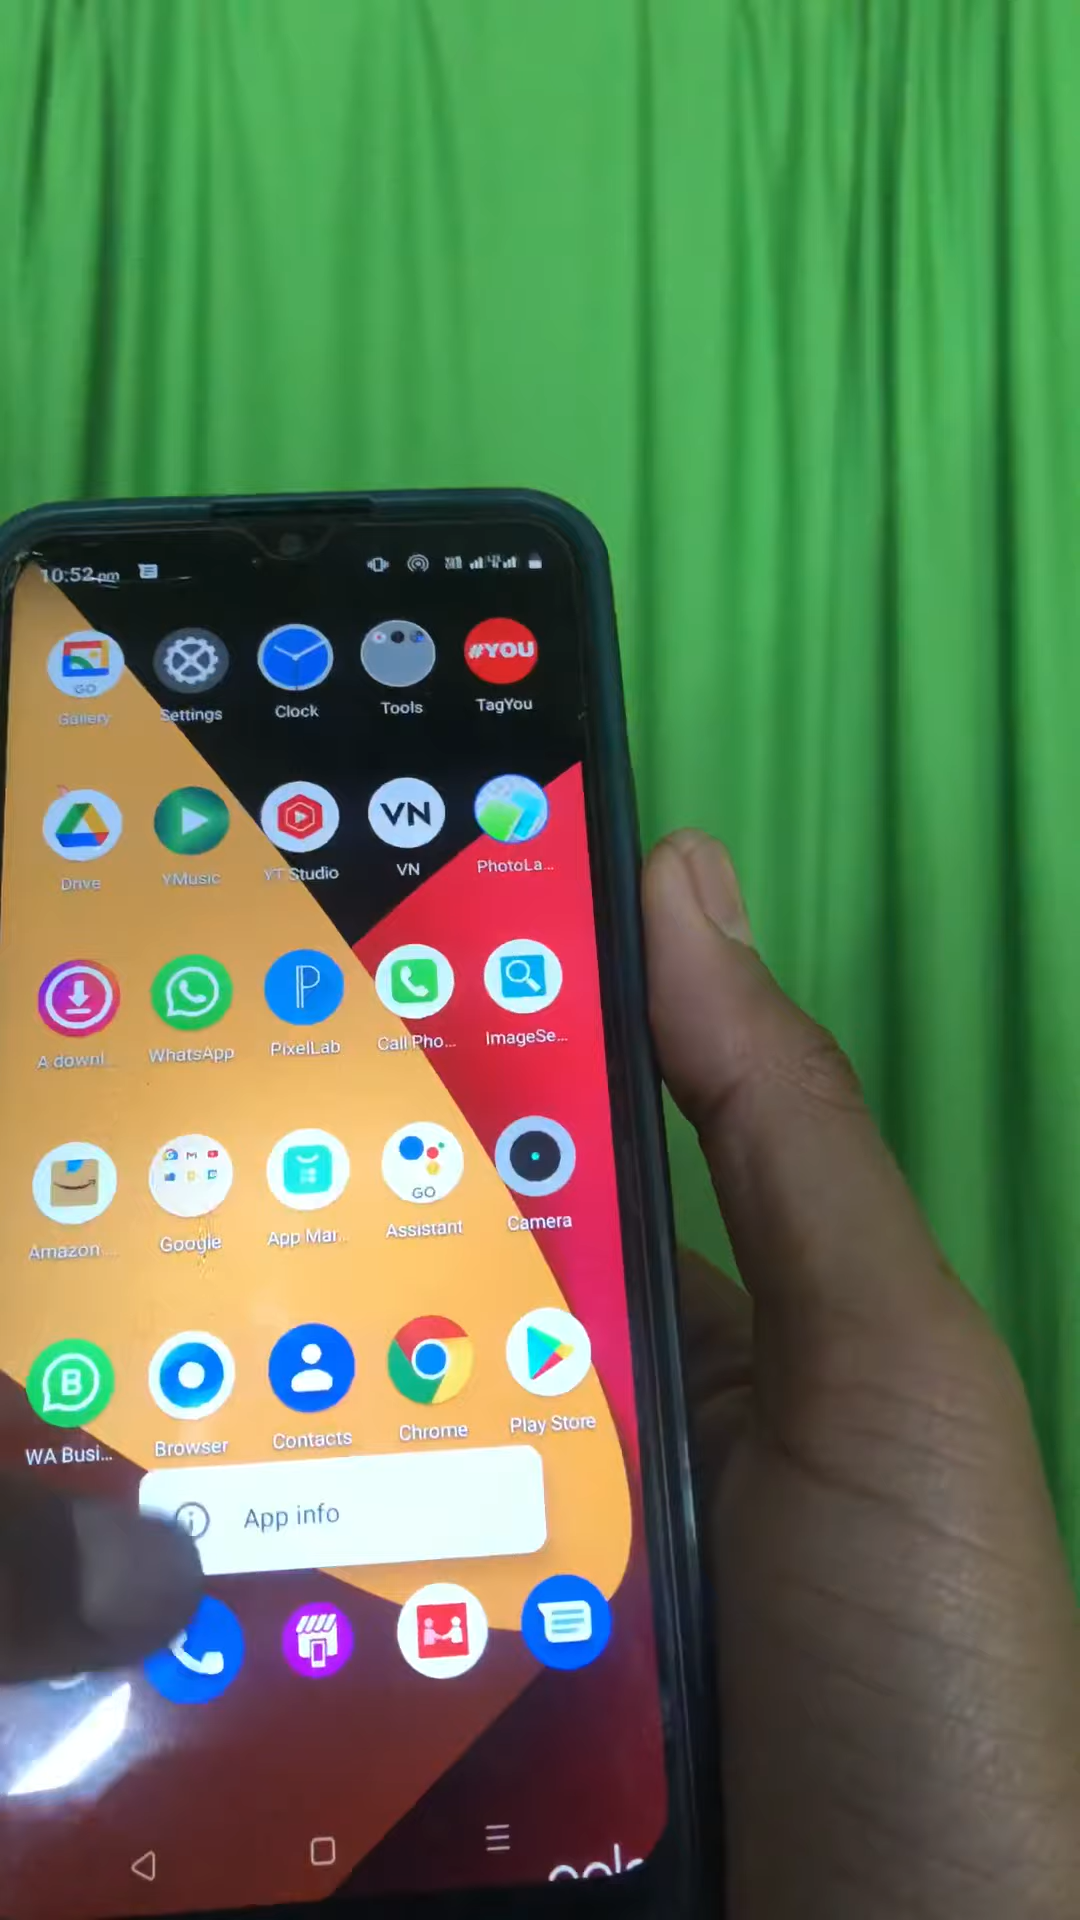 10:52 pm
GO
#YOU
Gallery
Settings
Clock
Tools
TagYou
VN
Drive
YMusic
YT Studio
VN
PhotoLa...
P
A downl...
WhatsApp
PixelLab
Call Pho...
ImageSe...
GO
Amazon ...
Google
App Mar...
Assistant
Camera
B
WA Busi...
Browser
Contacts
Chrome
Play Store
App info